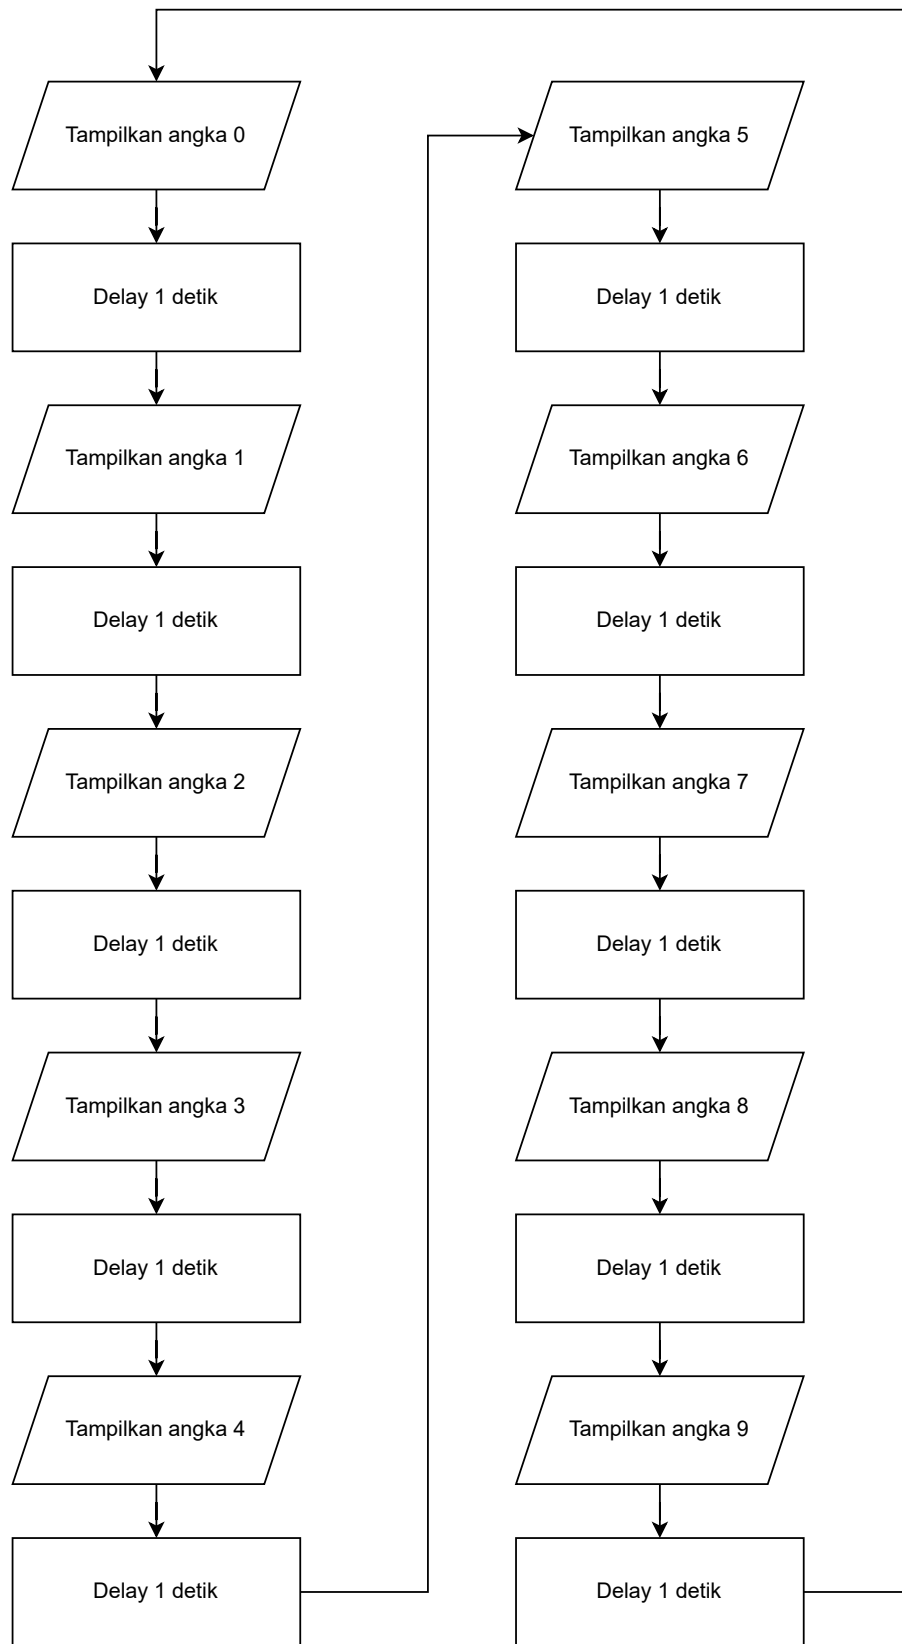 Tampilkan angka 0
Delay 1 detik
Tampilkan angka 1
Delay 1 detik
Tampilkan angka 2
Delay 1 detik
Tampilkan angka 3
Delay 1 detik
Tampilkan angka 4
Delay 1 detik
Tampilkan angka 5
Delay 1 detik
Tampilkan angka 6
Delay 1 detik
Tampilkan angka 7
Delay 1 detik
Tampilkan angka 8
Delay 1 detik
Tampilkan angka 9
Delay 1 detik